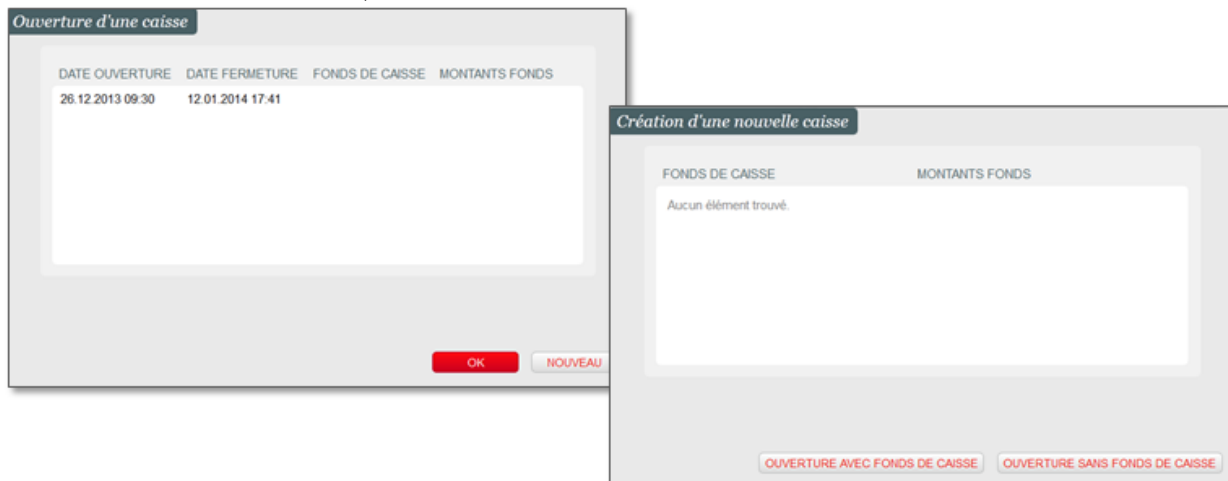 Ouverture d'une caisse
DATE OUVERTURE DATE FERMETURE FONDS DE CAISSE MONTANTS FONDS
26.12.2013 09:30 12.01.2014 17:41
OK NOUVEAU
Création d'une nouvelle caisse
FONDS DE CAISSE MONTANTS FONDS
Aucun élément trouvé.
OUVERTURE AVEC FONDS DE CAISSE OUVERTURE SANS FONDS DE CAISSE